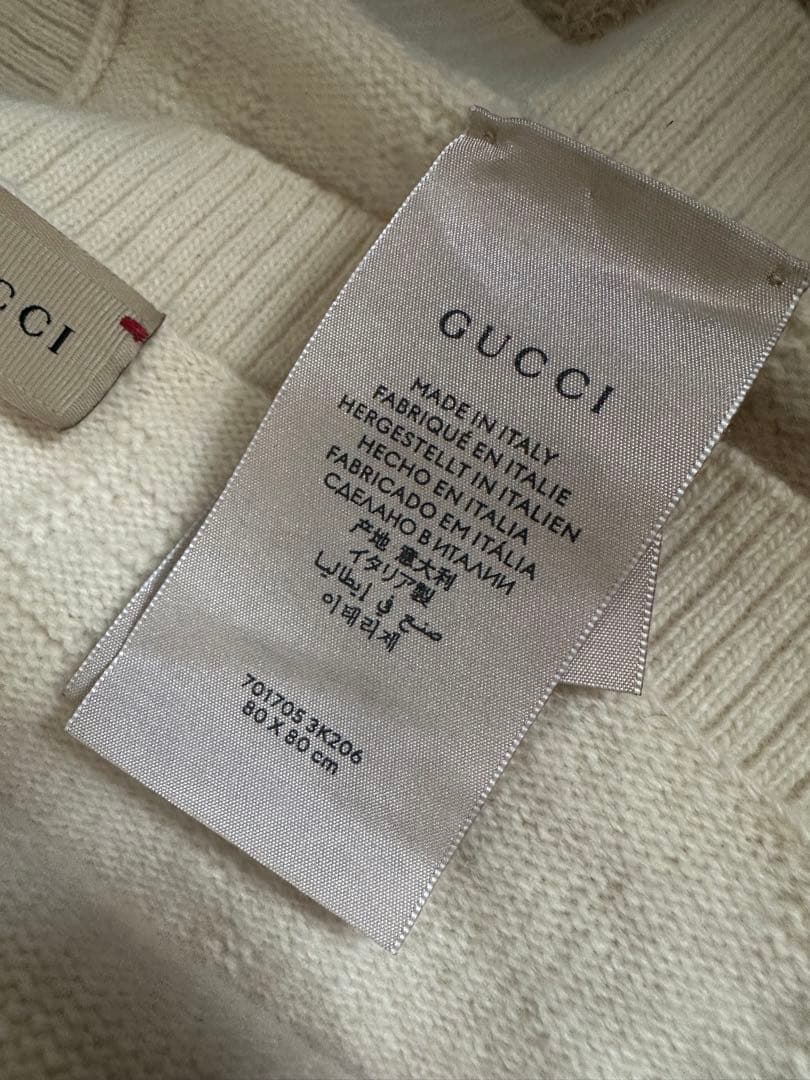 CCI
GUCCI
MADE IN ITALY
FABRIQUÉ EN ITALIE
HERGESTELLT IN ITALIEN
HECHO EN ITALIA
FABRICADO EM ITÁLIA
СДЕЛАНО В ИТАЛИИ
产地 意大利
イタリア製
صنع في إيطاليا
이태리제
701705 3K206
80 X 80 cm